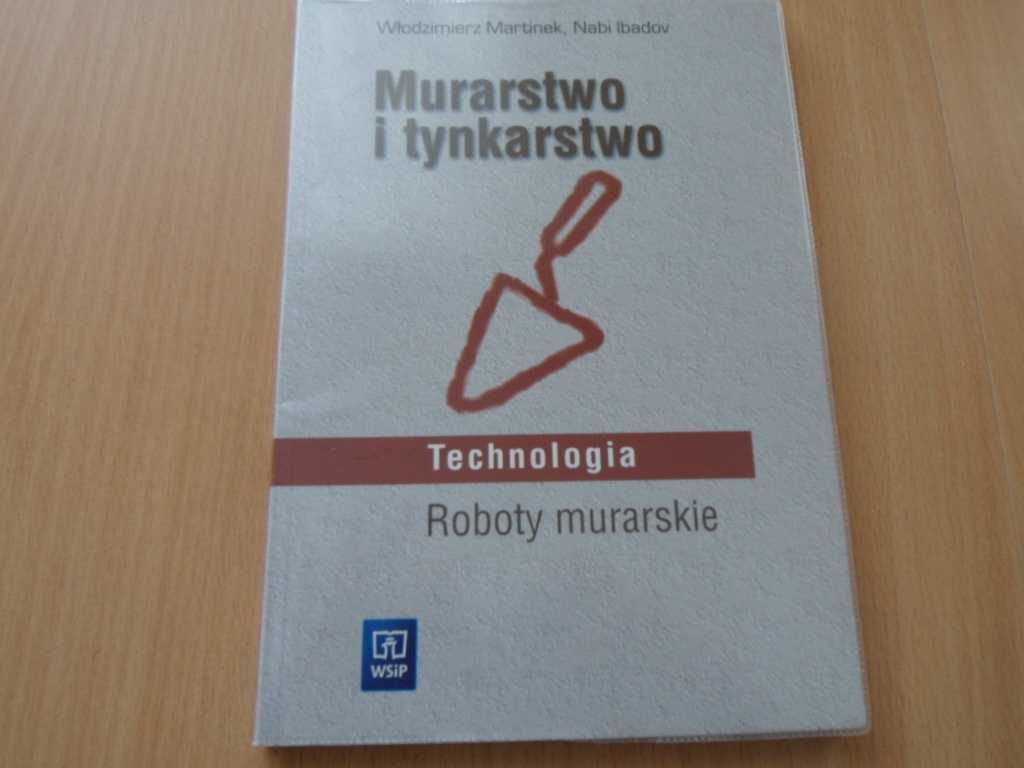 Włodzimierz Martinek, Nabi Ibadov
Murarstwo
i tynkarstwo
Technologia
Roboty murarskie
WSiP